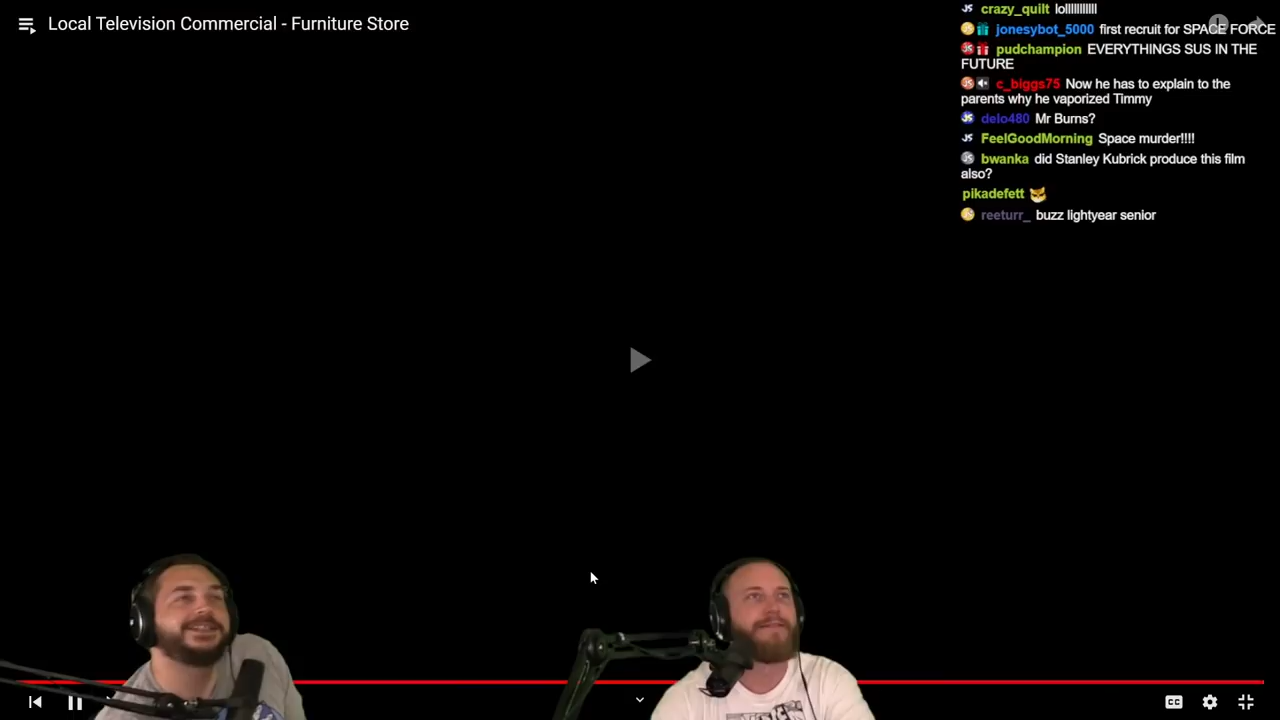 Local Television Commercial - Furniture Store
crazy_quilt lollllllllllll
jonesybot_5000 first recruit for SPACE FORCE
pudchampion EVERYTHINGS SUS IN THE
FUTURE
c_biggs75 Now he has to explain to the
parents why he vaporized Timmy
delo480 Mr Burns?
FeelGoodMorning Space murder!!!!
bwanka did Stanley Kubrick produce this film
also?
pikadefett
reeturr_ buzz lightyear senior
CC